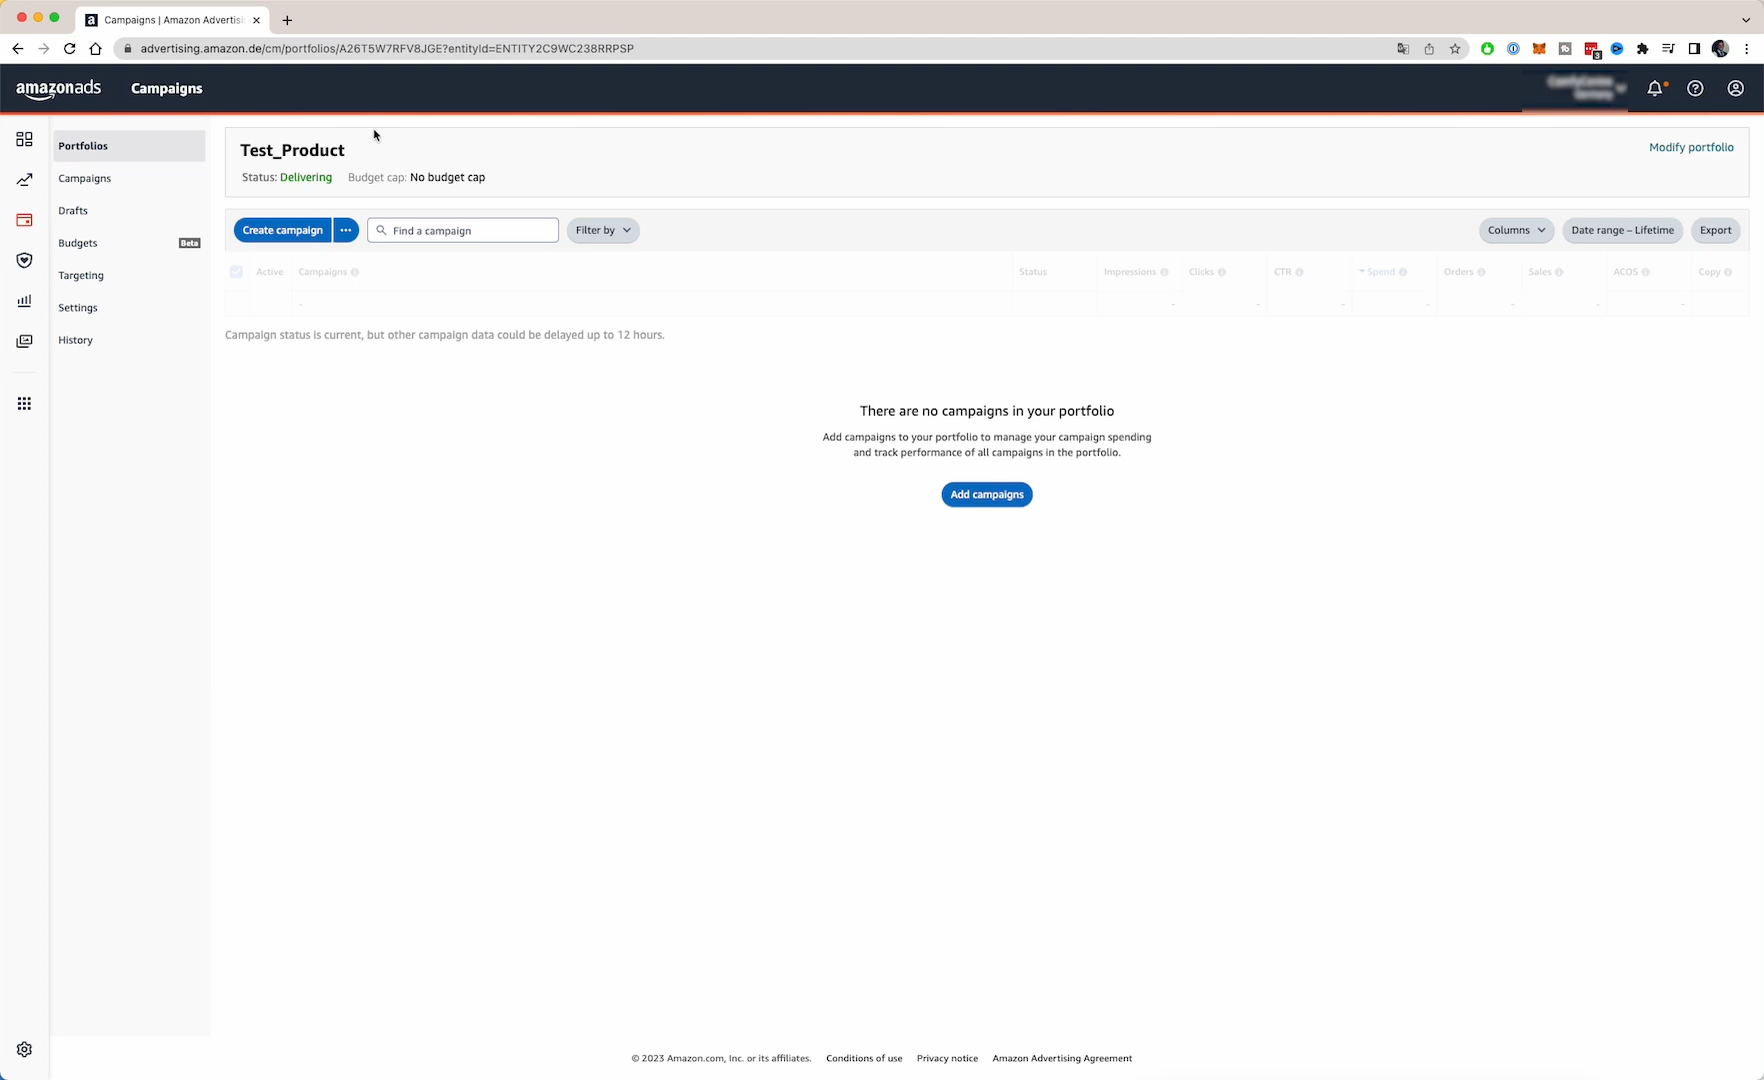 Campaigns | Amazon Advertisi
advertising.amazon.de/cm/portfolios/A26T5W7RFV8JGE?entityId=ENTITY2C9WC238RRPSP
3
amazonads
Campaigns
Portfolios
Campaigns
Drafts
Budgets Beta
Targeting
Settings
History
Test_Product
Modify portfolio
Status: Delivering Budget cap: No budget cap
Create campaign Find a campaign Filter by Columns Date range – Lifetime Export
Active Campaigns Status Impressions Clicks CTR Spend Orders Sales ACOS Copy
- - - - - - - -
Campaign status is current, but other campaign data could be delayed up to 12 hours.
There are no campaigns in your portfolio
Add campaigns to your portfolio to manage your campaign spending
and track performance of all campaigns in the portfolio.
Add campaigns
© 2023 Amazon.com, Inc. or its affiliates. Conditions of use Privacy notice Amazon Advertising Agreement